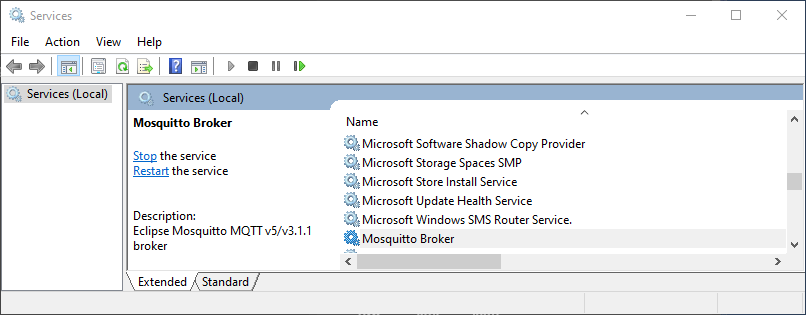 Services
File Action View Help
Services (Local)
Services (Local)
Mosquitto Broker
Stop the service
Restart the service
Description:
Eclipse Mosquitto MQTT v5/v3.1.1
broker
Name
Microsoft Software Shadow Copy Provider
Microsoft Storage Spaces SMP
Microsoft Store Install Service
Microsoft Update Health Service
Microsoft Windows SMS Router Service.
Mosquitto Broker
Extended Standard